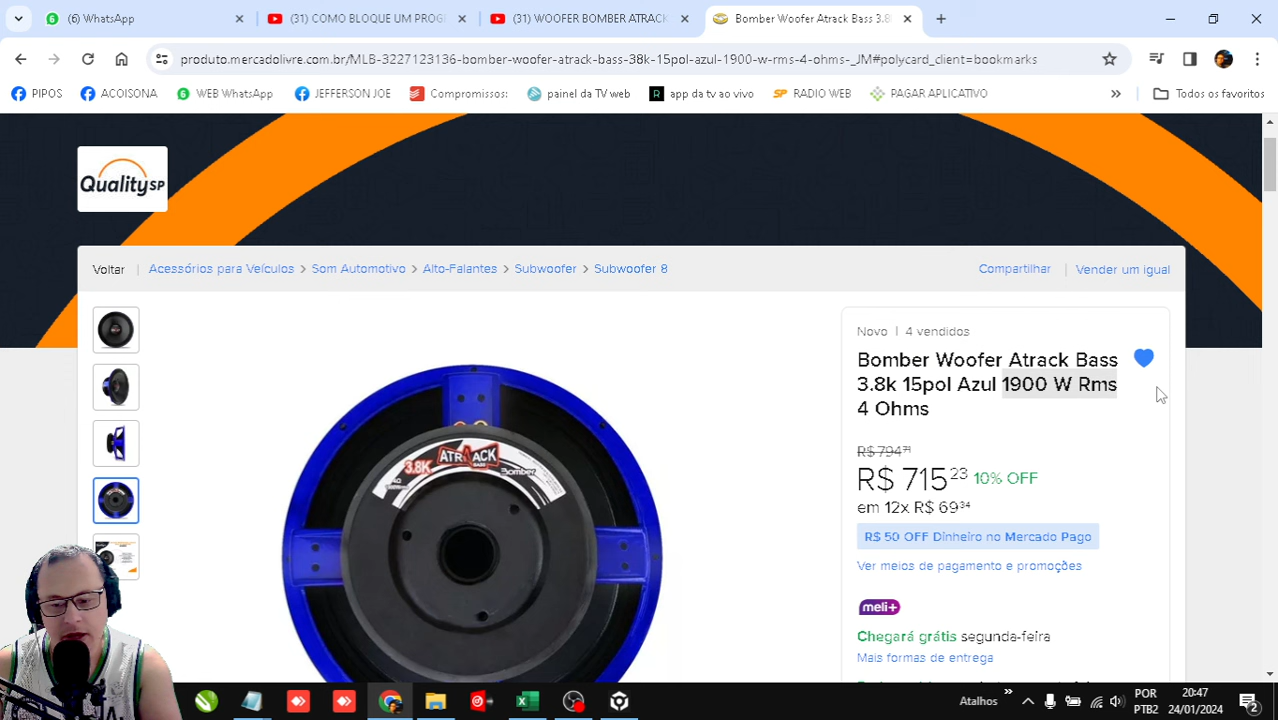 (6) WhatsApp
(31) COMO BLOQUE UM PROG
(31) WOOFER BOMBER ATRACK
Bomber Woofer Atrack Bass 3.8
produto.mercadolivre.com.br/MLB-3227123136-bomber-woofer-atrack-bass-38k-15pol-azul-1900-w-rms-4-ohms-_JM#polycard_client=bookmarks
PIPOS
ACOISONA
WEB WhatsApp
JEFFERSON JOE
Compromissos:
painel da TV web
app da tv ao vivo
RADIO WEB
PAGAR APLICATIVO
Todos os favoritos
Quality SP
Voltar
Acessórios para Veículos > Som Automotivo > Alto-Falantes > Subwoofer > Subwoofer 8
Compartilhar
Vender um igual
Novo | 4 vendidos
Bomber Woofer Atrack Bass
3.8k 15pol Azul 1900 W Rms
4 Ohms
R$ 794 71
R$ 715 23 10% OFF
em 12x R$ 69 34
R$ 50 OFF Dinheiro no Mercado Pago
Ver meios de pagamento e promoções
meli+
Chegará grátis segunda-feira
Mais formas de entrega
3.8K
ATRACK
BASS
Bomber
4Ω
Atalhos
POR
PTB2
20:47
24/01/2024
2